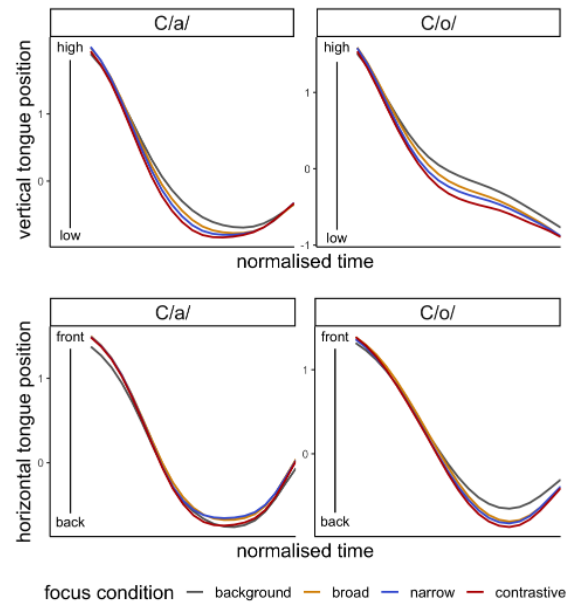 C/a/
C/o/
vertical tongue position
high
1
0
low
high
1
0
-1
low
normalised time
C/a/
C/o/
horizontal tongue position
front
1
0
back
front
1
0
back
normalised time
focus condition background broad narrow contrastive